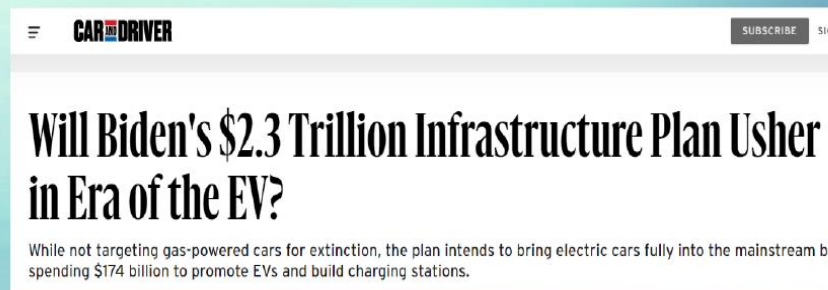 CAR AND DRIVER
SUBSCRIBE
Will Biden's $2.3 Trillion Infrastructure Plan Usher
in Era of the EV?
While not targeting gas-powered cars for extinction, the plan intends to bring electric cars fully into the mainstream
spending $174 billion to promote EVs and build charging stations.